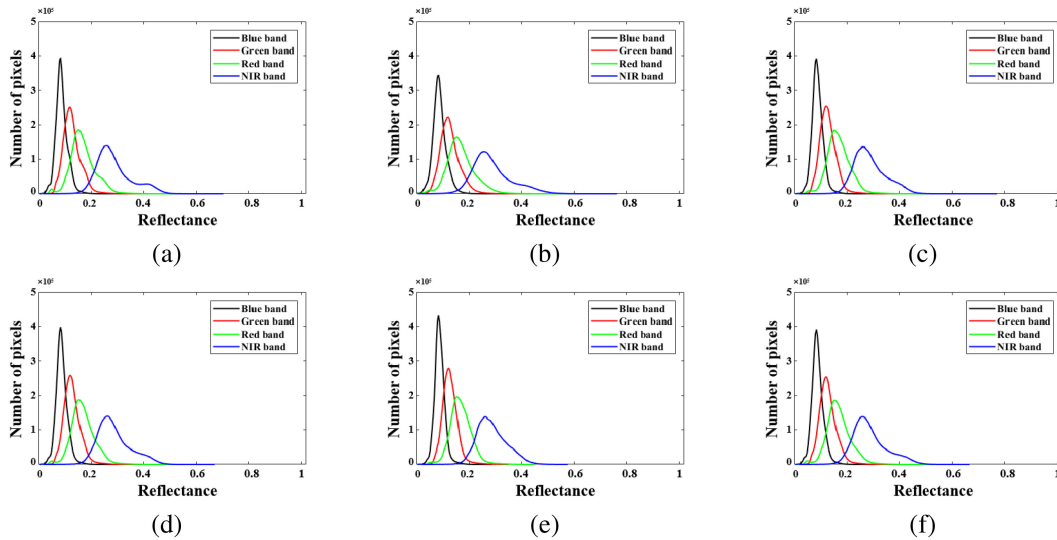 ×10⁵
5
4
3
2
1
0
Number of pixels
Blue band
Green band
Red band
NIR band
0 0.2 0.4 0.6 0.8 1
Reflectance
(a)
×10⁵
5
4
3
2
1
0
Number of pixels
Blue band
Green band
Red band
NIR band
0 0.2 0.4 0.6 0.8 1
Reflectance
(b)
×10⁵
5
4
3
2
1
0
Number of pixels
Blue band
Green band
Red band
NIR band
0 0.2 0.4 0.6 0.8 1
Reflectance
(c)
×10⁵
5
4
3
2
1
0
Number of pixels
Blue band
Green band
Red band
NIR band
0 0.2 0.4 0.6 0.8 1
Reflectance
(d)
×10⁵
5
4
3
2
1
0
Number of pixels
Blue band
Green band
Red band
NIR band
0 0.2 0.4 0.6 0.8 1
Reflectance
(e)
×10⁵
5
4
3
2
1
0
Number of pixels
Blue band
Green band
Red band
NIR band
0 0.2 0.4 0.6 0.8 1
Reflectance
(f)